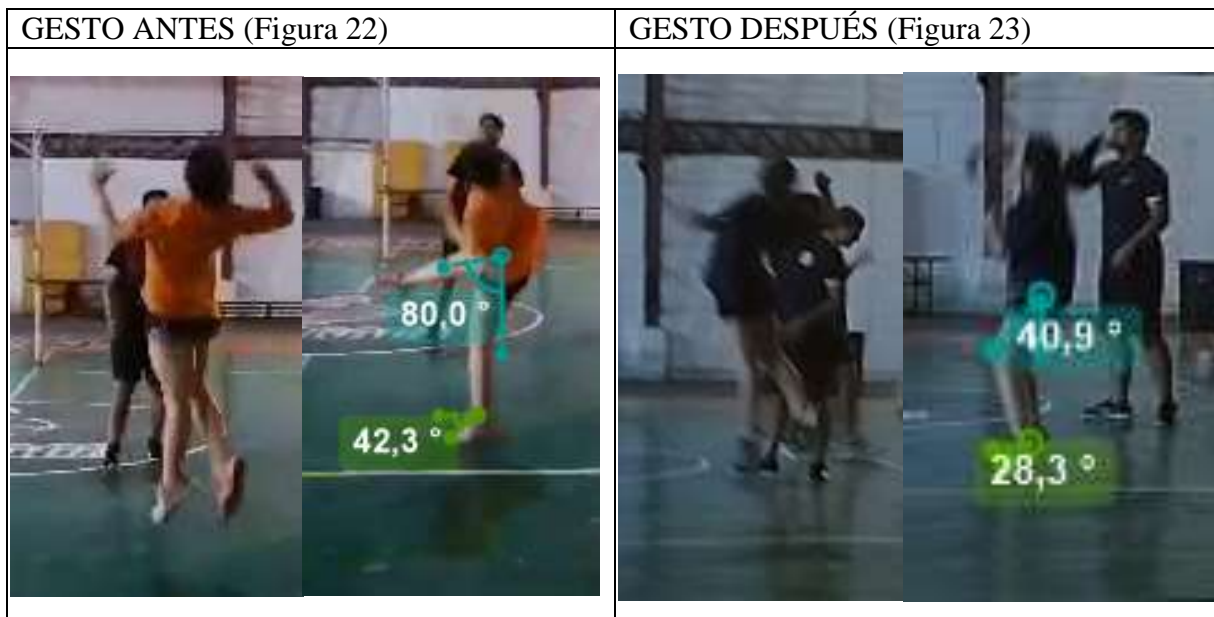 GESTO ANTES (Figura 22)
GESTO DESPUÉS (Figura 23)
80,0 °
42,3 °
40,9 °
28,3 °